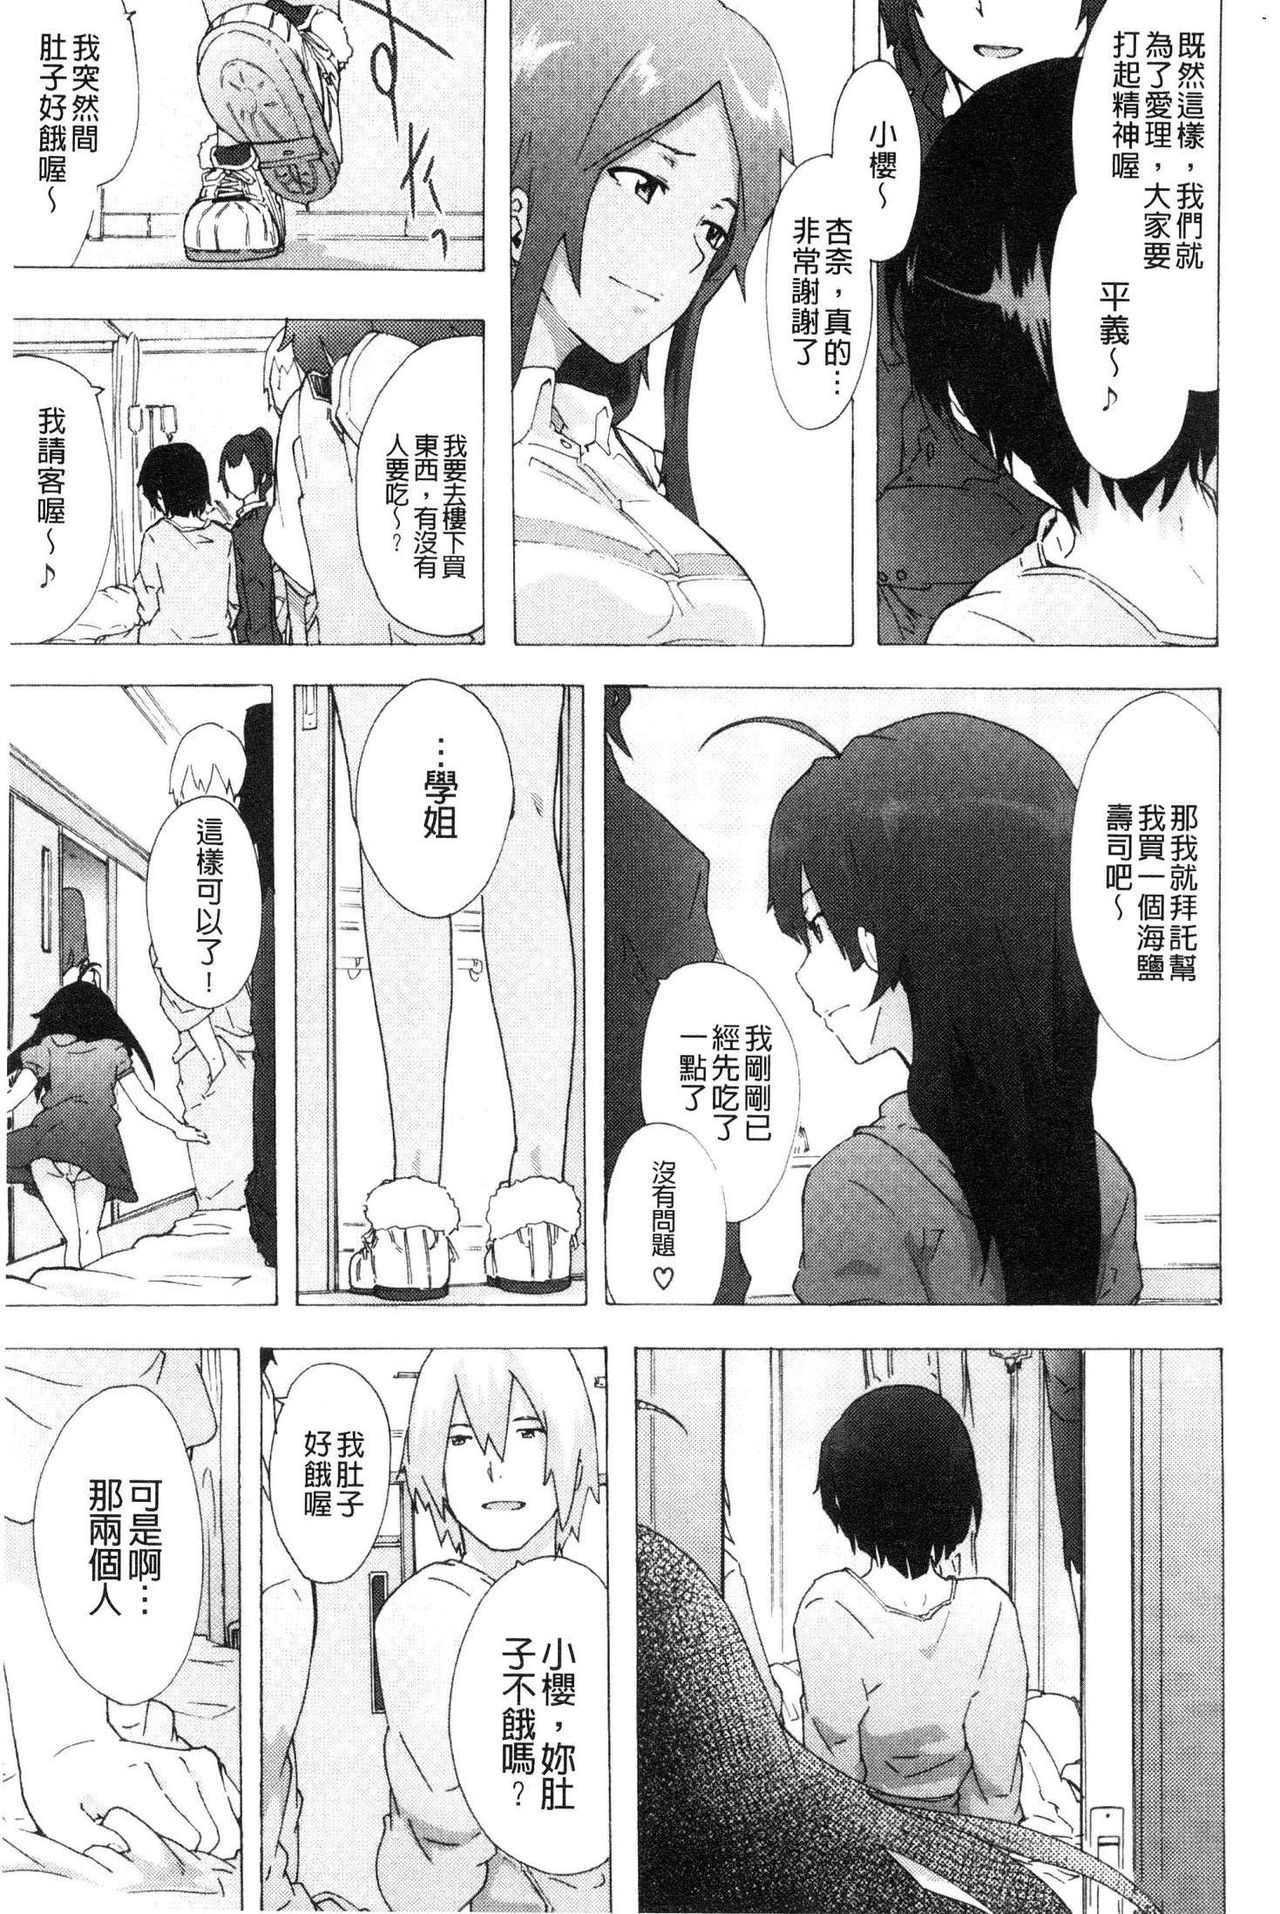 既然這樣，我們就
為了愛理，大家要
打起精神喔
平義～♪
小櫻～
杏奈，真的…
非常謝謝了
我突然間
肚子好餓喔～
我要去樓下買
東西，有沒有
人要吃～？
我請客喔～♪
那我就拜託幫
我買一個海鹽
壽司吧～
我剛剛已
經先吃了
一點了
沒有問題♡
…學姐
這樣可以了！
小櫻，妳肚
子不餓嗎？
我肚子
好餓喔
可是啊…
那兩個人